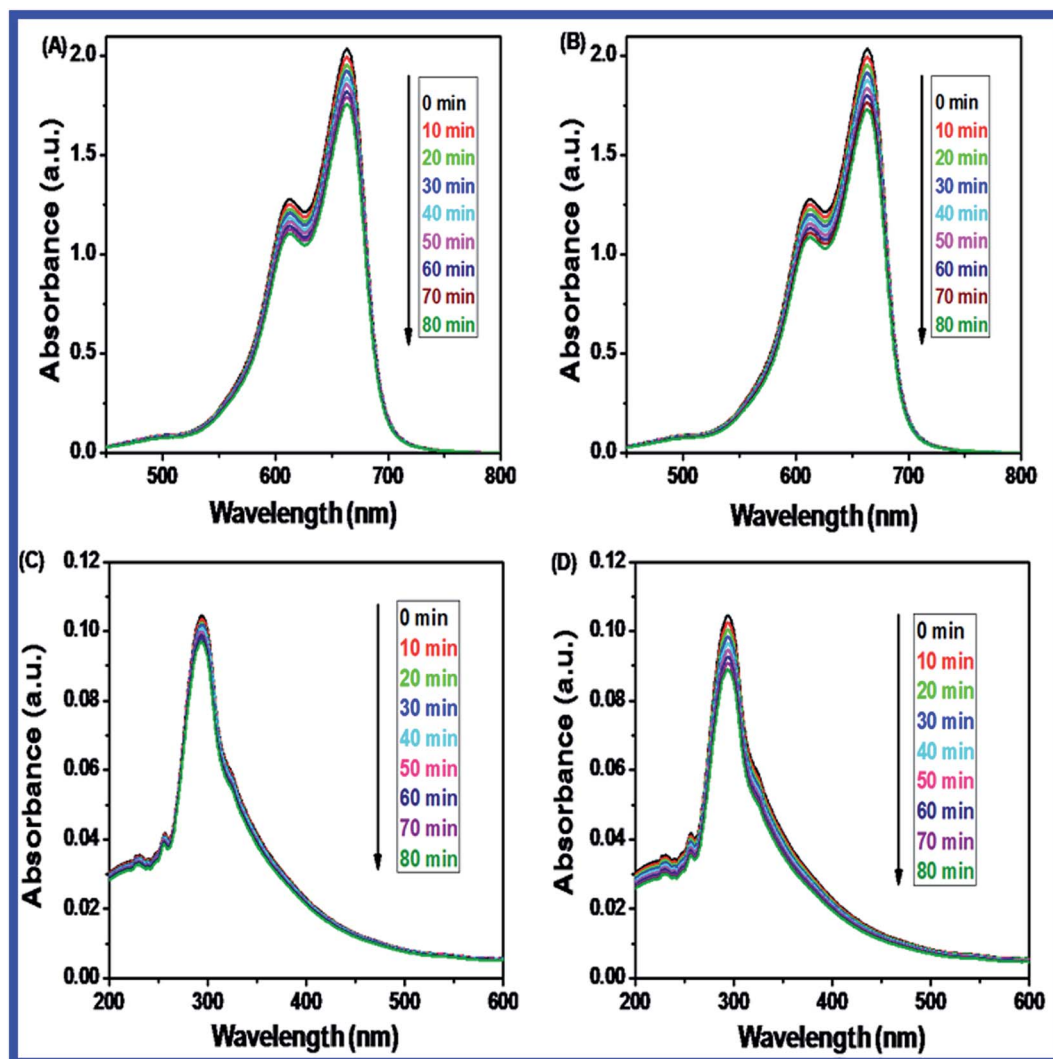 (A)
2.0
1.5
1.0
0.5
0.0
Absorbance (a.u.)
0 min
10 min
20 min
30 min
40 min
50 min
60 min
70 min
80 min
500 600 700 800
Wavelength (nm)
(B)
2.0
1.5
1.0
0.5
0.0
Absorbance (a.u.)
0 min
10 min
20 min
30 min
40 min
50 min
60 min
70 min
80 min
500 600 700 800
Wavelength (nm)
(C)
0.12
0.10
0.08
0.06
0.04
0.02
0.00
Absorbance (a.u.)
0 min
10 min
20 min
30 min
40 min
50 min
60 min
70 min
80 min
200 300 400 500 600
Wavelength (nm)
(D)
0.12
0.10
0.08
0.06
0.04
0.02
0.00
Absorbance (a.u.)
0 min
10 min
20 min
30 min
40 min
50 min
60 min
70 min
80 min
200 300 400 500 600
Wavelength (nm)